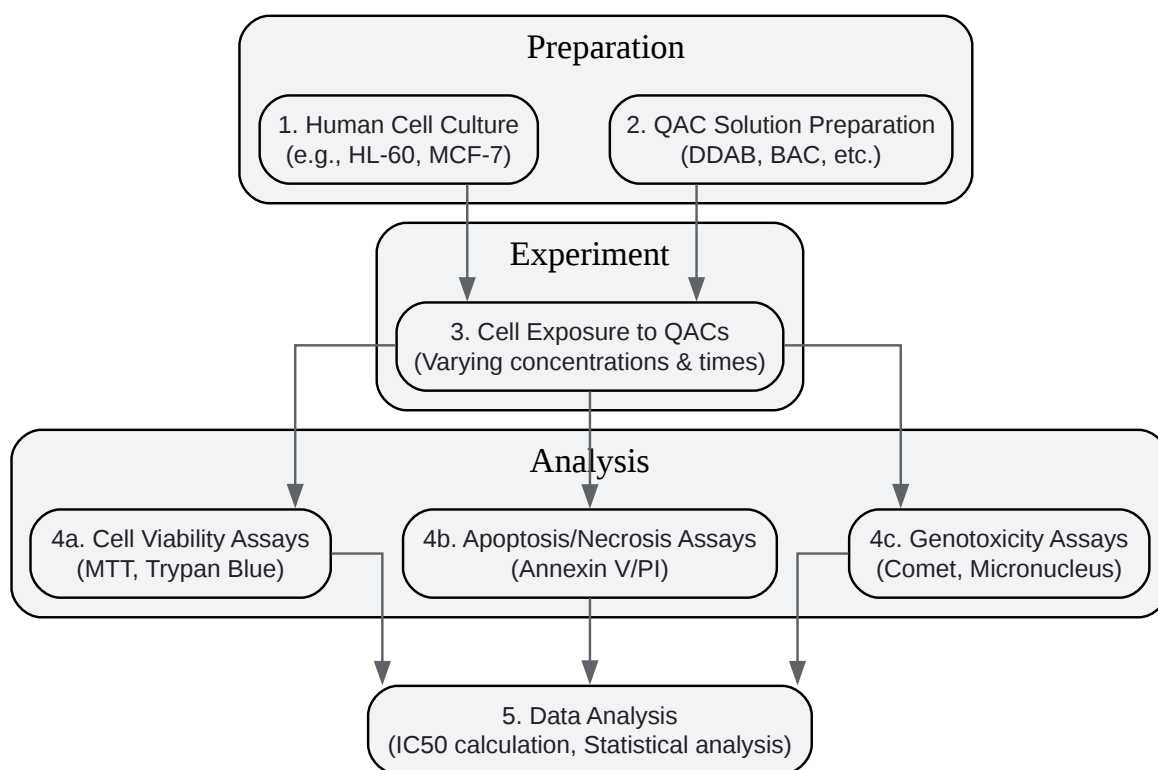 Preparation
1. Human Cell Culture
(e.g., HL-60, MCF-7)
2. QAC Solution Preparation
(DDAB, BAC, etc.)
Experiment
3. Cell Exposure to QACs
(Varying concentrations & times)
Analysis
4a. Cell Viability Assays
(MTT, Trypan Blue)
4b. Apoptosis/Necrosis Assays
(Annexin V/PI)
4c. Genotoxicity Assays
(Comet, Micronucleus)
5. Data Analysis
(IC50 calculation, Statistical analysis)